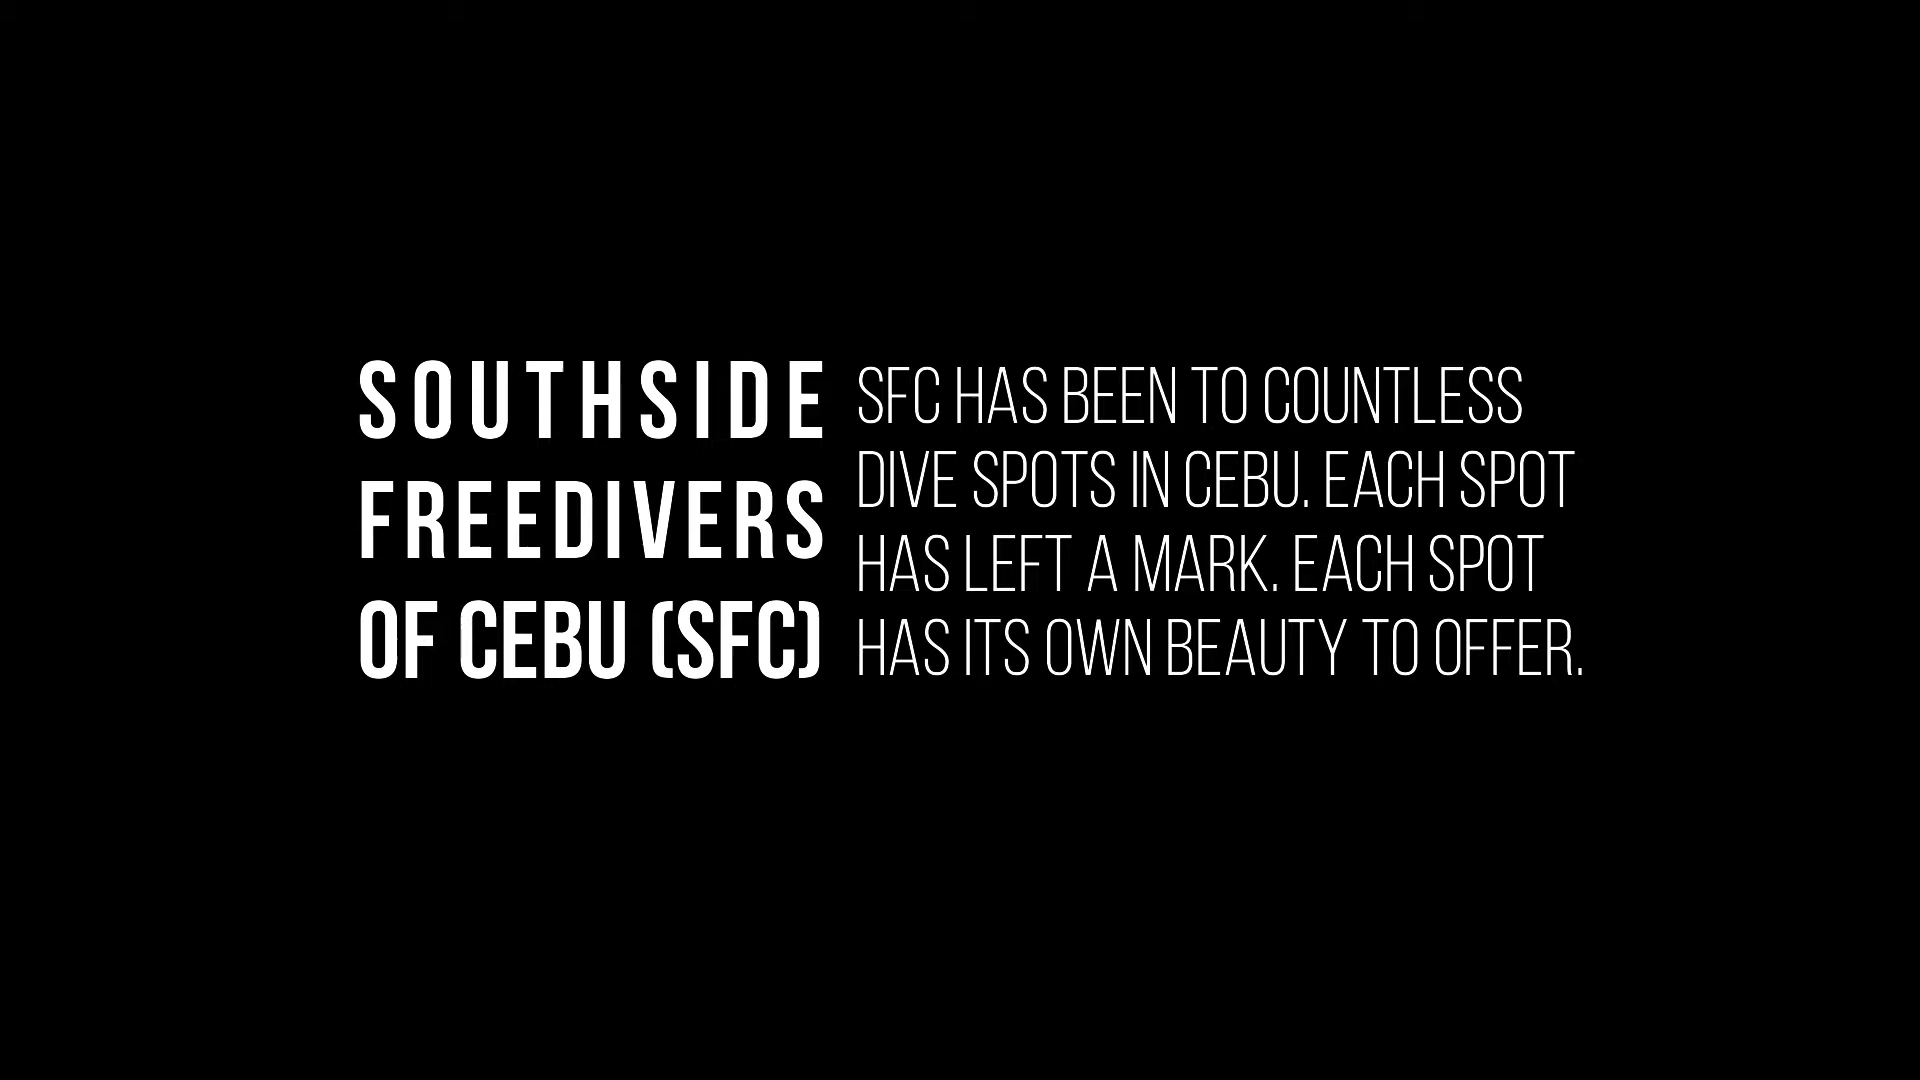 SOUTHSIDE
FREEDIVERS
OF CEBU (SFC)
SFC HAS BEEN TO COUNTLESS
DIVE SPOTS IN CEBU. EACH SPOT
HAS LEFT A MARK. EACH SPOT
HAS ITS OWN BEAUTY TO OFFER.